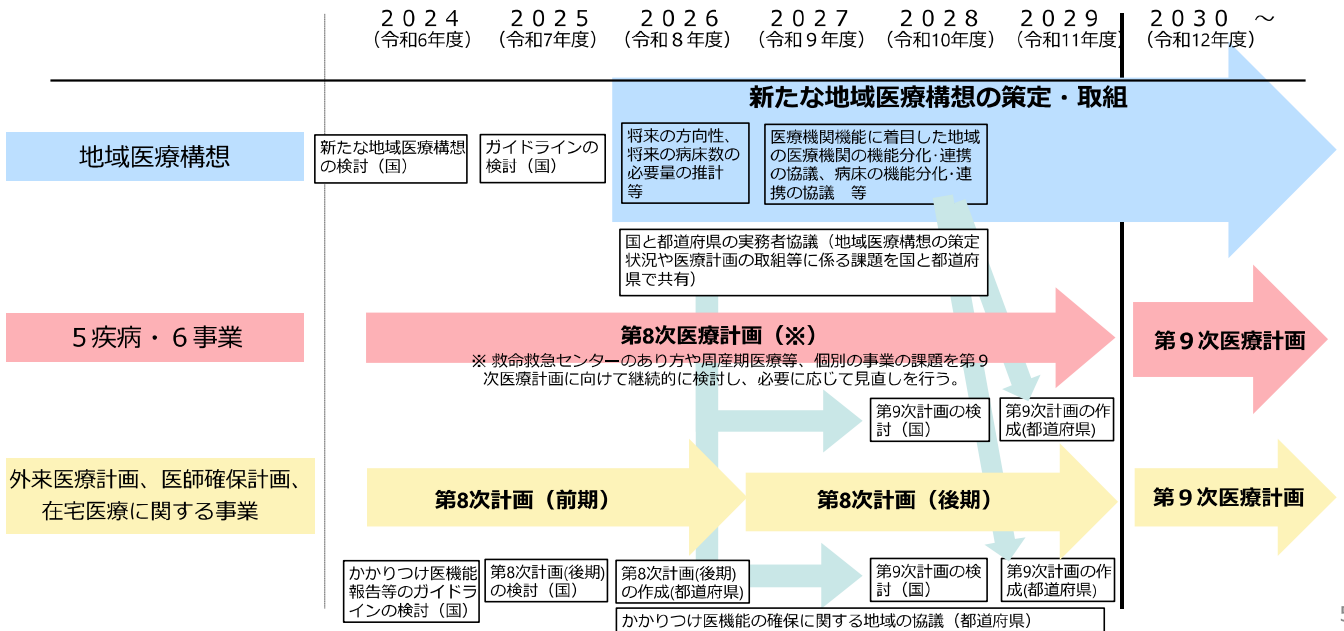 ２０２４ ２０２５ ２０２６ ２０２７ ２０２８ ２０２９ ２０30 ～
（令和6年度） （令和7年度） （令和８年度） （令和９年度） （令和10年度） （令和11年度） （令和12年度）
新たな地域医療構想の策定・取組
地域医療構想
新たな地域医療構想
の検討（国）
ガイドラインの
検討（国）
将来の方向性、
将来の病床数の
必要量の推計
等
医療機関機能に着目した地域
の医療機関の機能分化･連携
の協議、病床の機能分化･連
携の協議　等
国と都道府県の実務者協議（地域医療構想の策定
状況や医療計画の取組等に係る課題を国と都道府
県で共有）
５疾病・６事業
第8次医療計画（※）
※ 救命救急センターのあり方や周産期医療等、個別の事業の課題を第９
次医療計画に向けて継続的に検討し、必要に応じて見直しを行う。
第９次医療計画
第9次計画の検
討（国）
第9次計画の作
成(都道府県)
外来医療計画、医師確保計画、
在宅医療に関する事業
第8次計画（前期）
第8次計画（後期）
第９次医療計画
かかりつけ医機能
報告等のガイドラ
インの検討（国）
第8次計画(後期)
の検討（国）
第8次計画(後期)
の作成(都道府県)
第9次計画の検
討（国）
第9次計画の作
成(都道府県)
かかりつけ医機能の確保に関する地域の協議（都道府県）